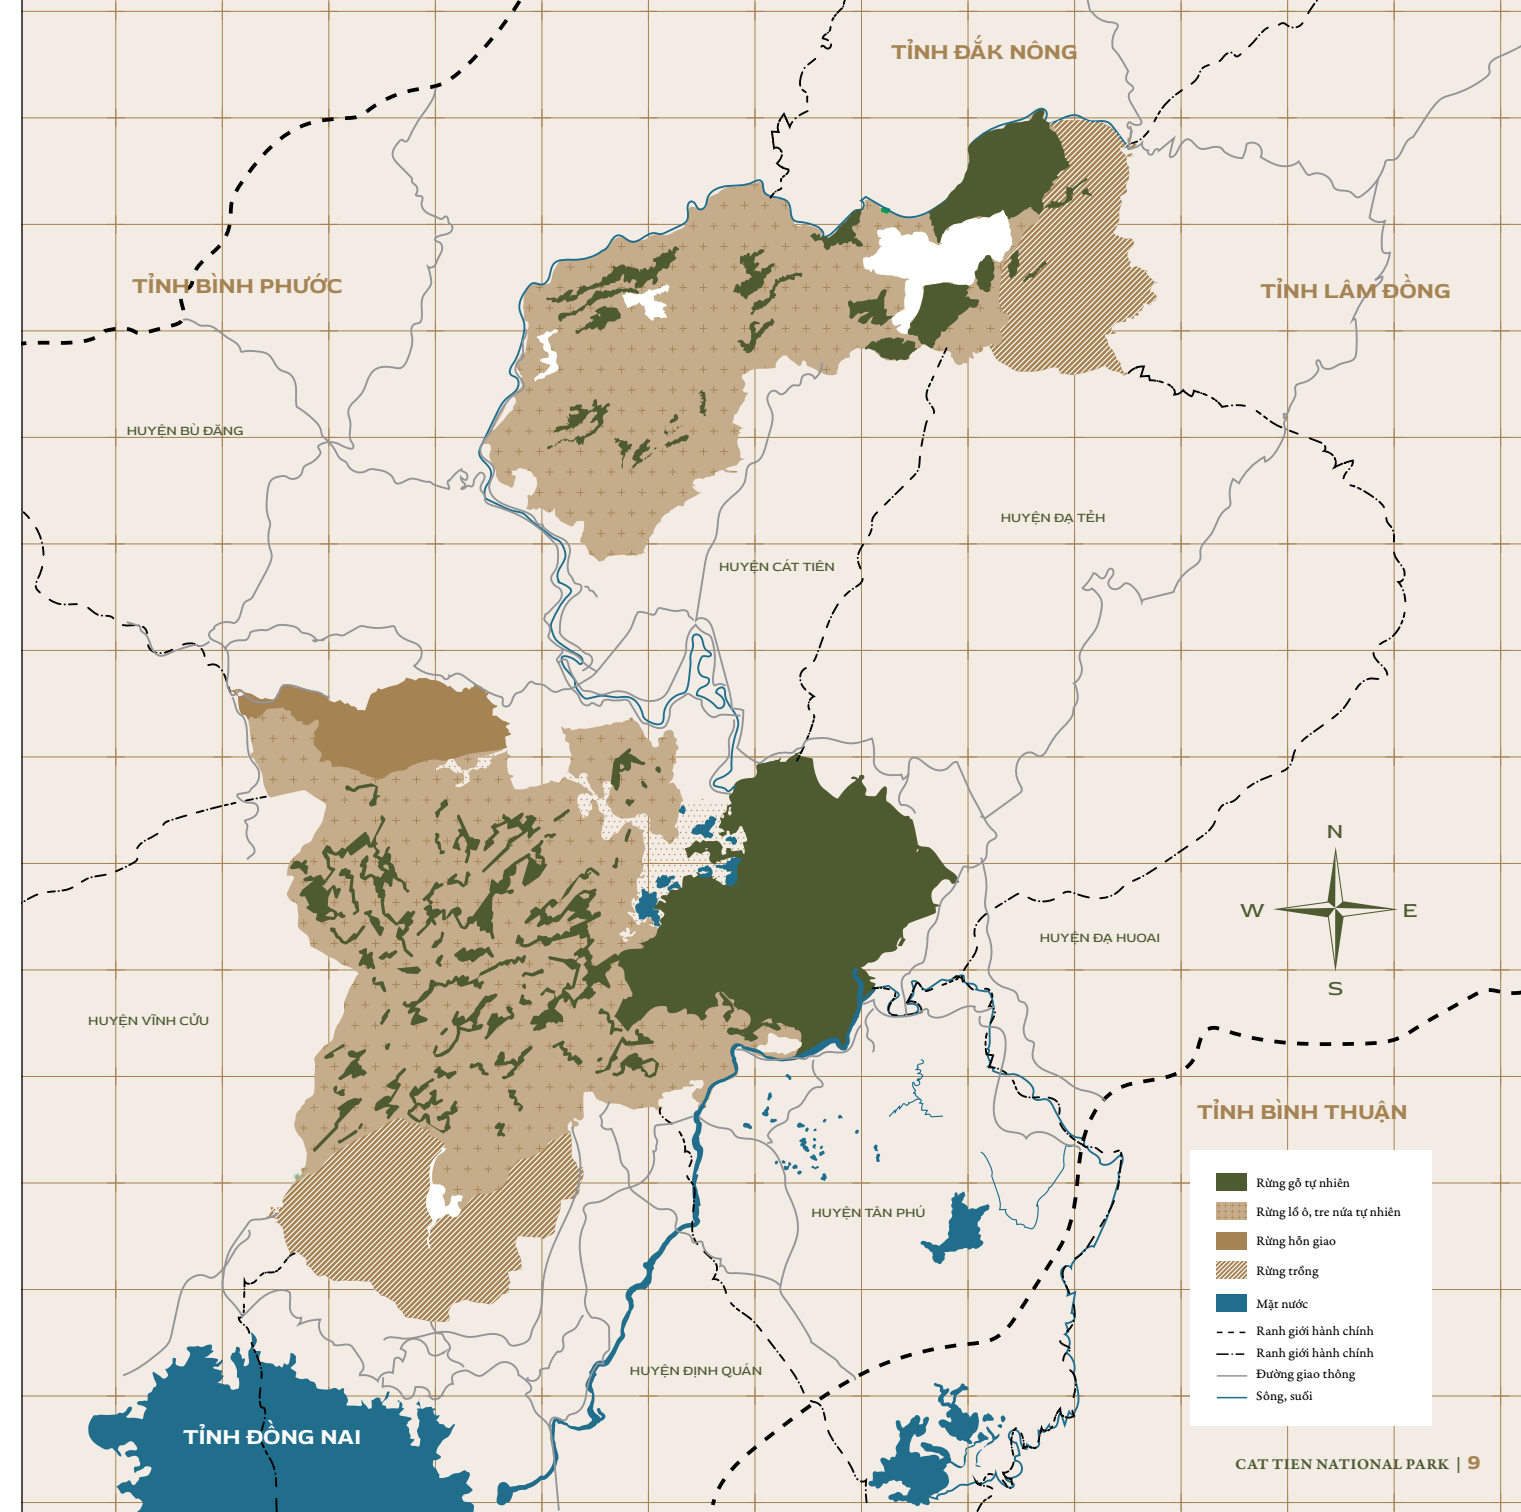 TỈNH ĐẮK NÔNG
TỈNH BÌNH PHƯỚC
TỈNH LÂM ĐỒNG
HUYỆN BÙ ĐĂNG
HUYỆN ĐẠ TẺH
HUYỆN CÁT TIÊN
N
W
E
S
HUYỆN ĐẠ HUOAI
HUYỆN VĨNH CỬU
TỈNH BÌNH THUẬN
Rừng gỗ tự nhiên
Rừng lồ ô, tre nứa tự nhiên
Rừng hỗn giao
Rừng trồng
Mặt nước
Ranh giới hành chính
Ranh giới hành chính
Đường giao thông
Sông, suối
HUYỆN TÂN PHÚ
HUYỆN ĐỊNH QUÁN
TỈNH ĐỒNG NAI
CAT TIEN NATIONAL PARK | 9